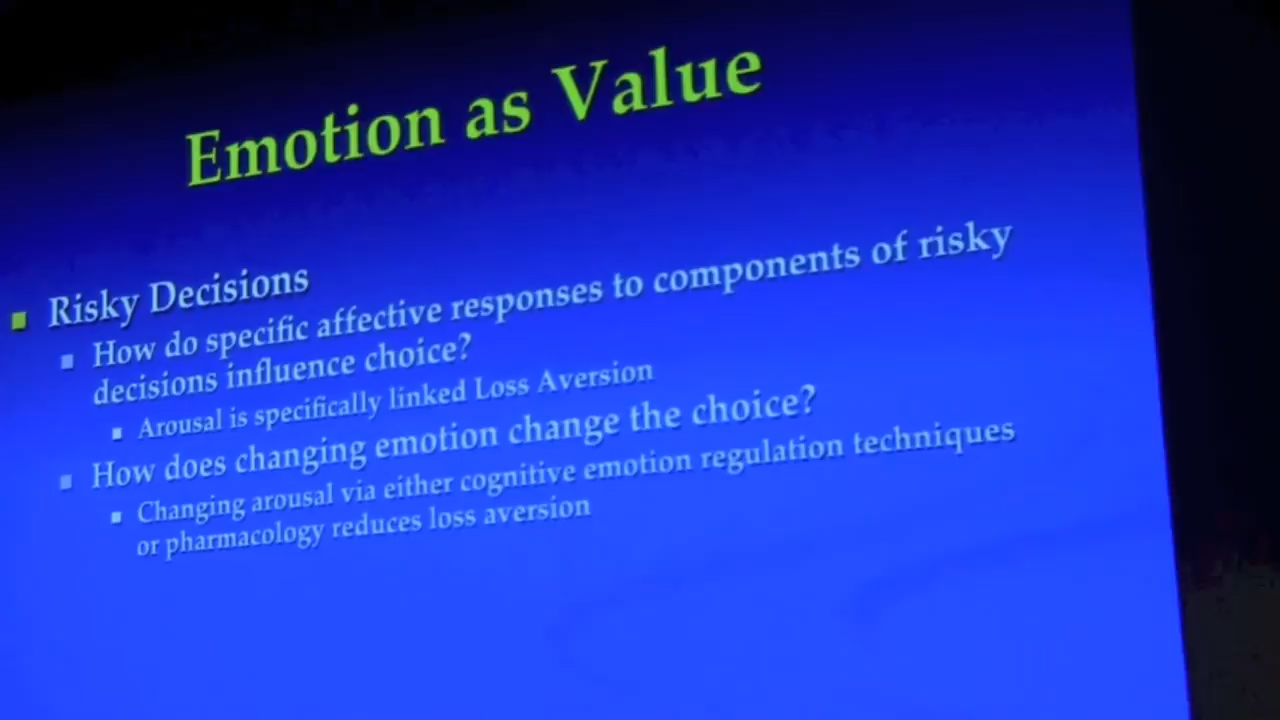 Emotion as Value
Risky Decisions
How do specific affective responses to components of risky
decisions influence choice?
Arousal is specifically linked Loss Aversion
How does changing emotion change the choice?
Changing arousal via either cognitive emotion regulation techniques
or pharmacology reduces loss aversion